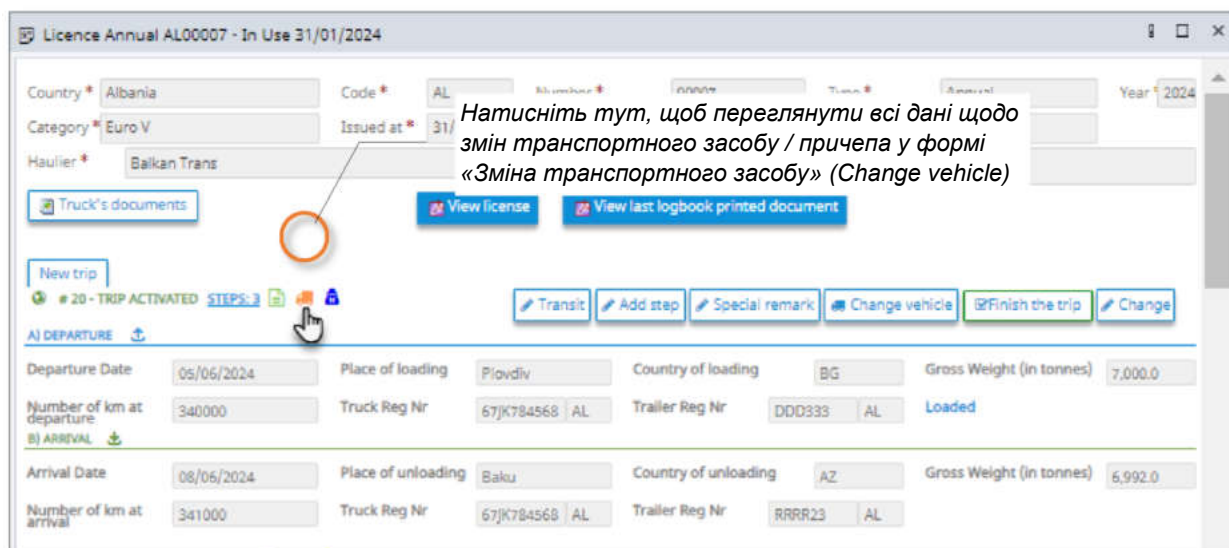 Licence Annual AL00007 - In Use 31/01/2024
Country * Albania Code * AL Number * 00007 Type * Annual Year * 2024
Category * Euro V Issued at * 31/
Haulier * Balkan Trans
Натисніть тут, щоб переглянути всі дані щодо
змін транспортного засобу / причепа у формі
«Зміна транспортного засобу» (Change vehicle)
Truck's documents View license View last logbook printed document
New trip
# 20 - TRIP ACTIVATED STEPS: 3 Transit Add step Special remark Change vehicle Finish the trip Change
A) DEPARTURE
Departure Date 05/06/2024 Place of loading Plovdiv Country of loading BG Gross Weight (in tonnes) 7,000.0
Number of km at departure 340000 Truck Reg Nr 67JK784568 AL Trailer Reg Nr DDD333 AL Loaded
B) ARRIVAL
Arrival Date 08/06/2024 Place of unloading Baku Country of unloading AZ Gross Weight (in tonnes) 6,992.0
Number of km at arrival 341000 Truck Reg Nr 67JK784568 AL Trailer Reg Nr RRRR23 AL